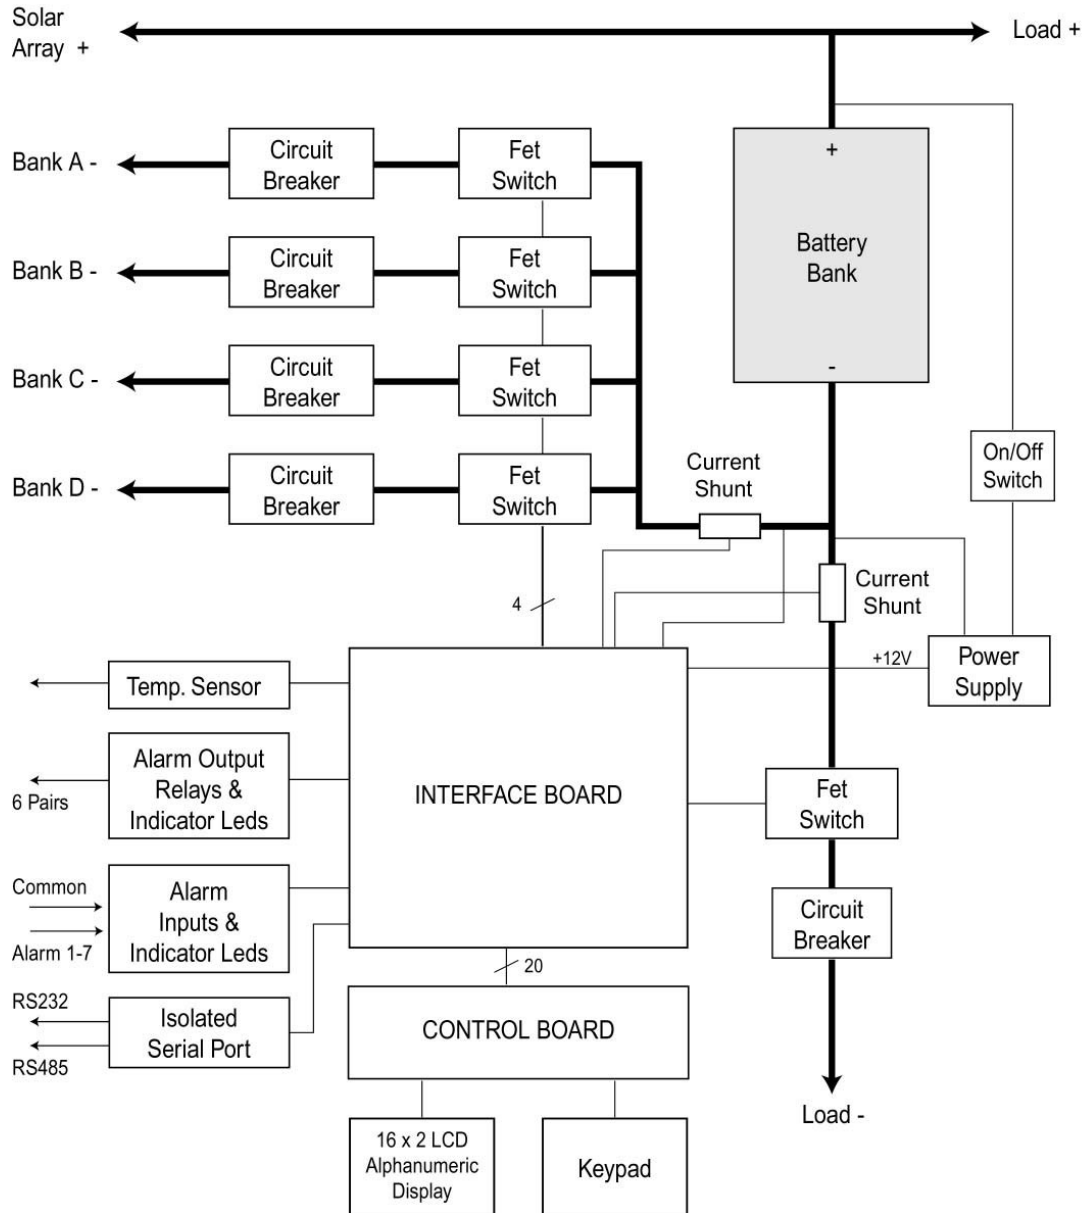 Solar
Array +
Load +
Bank A -
Circuit
Breaker
Fet
Switch
+
Battery
Bank
-
Bank B -
Circuit
Breaker
Fet
Switch
Bank C -
Circuit
Breaker
Fet
Switch
Bank D -
Circuit
Breaker
Fet
Switch
Current
Shunt
On/Off
Switch
4
Current
Shunt
+12V
Power
Supply
Temp. Sensor
Alarm Output
Relays &
Indicator Leds
6 Pairs
INTERFACE BOARD
Fet
Switch
Common
Alarm 1-7
Alarm
Inputs &
Indicator Leds
Circuit
Breaker
20
RS232
RS485
Isolated
Serial Port
CONTROL BOARD
Load -
16 x 2 LCD
Alphanumeric
Display
Keypad